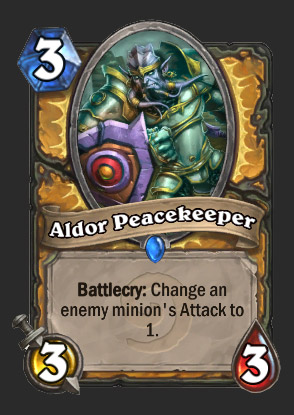 3
Aldor Peacekeeper
Battlecry: Change an
enemy minion's Attack to
1.
3 3